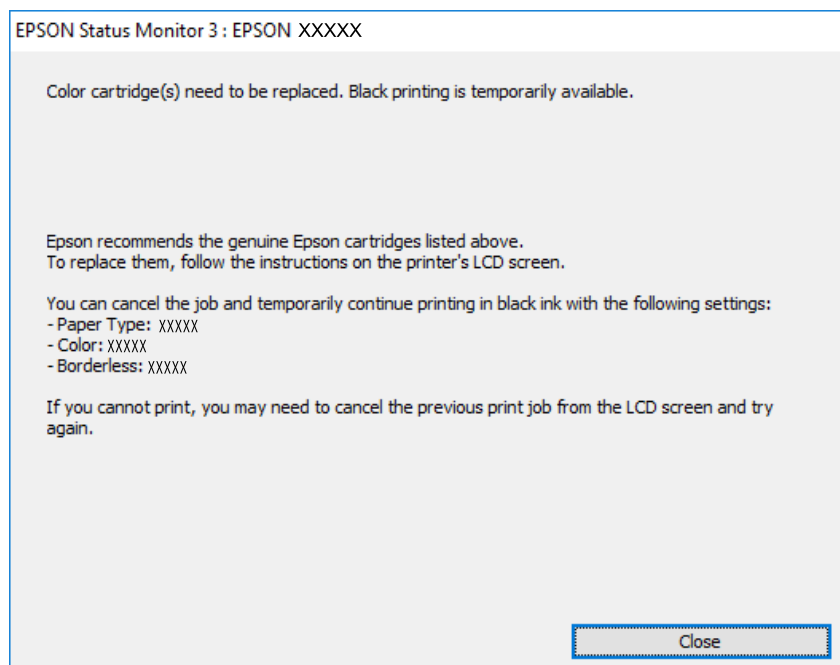 EPSON Status Monitor 3 : EPSON XXXXX
Color cartridge(s) need to be replaced. Black printing is temporarily available.
Epson recommends the genuine Epson cartridges listed above.
To replace them, follow the instructions on the printer's LCD screen.
You can cancel the job and temporarily continue printing in black ink with the following settings:
- Paper Type: XXXXX
- Color: XXXXX
- Borderless: XXXXX
If you cannot print, you may need to cancel the previous print job from the LCD screen and try
again.
Close